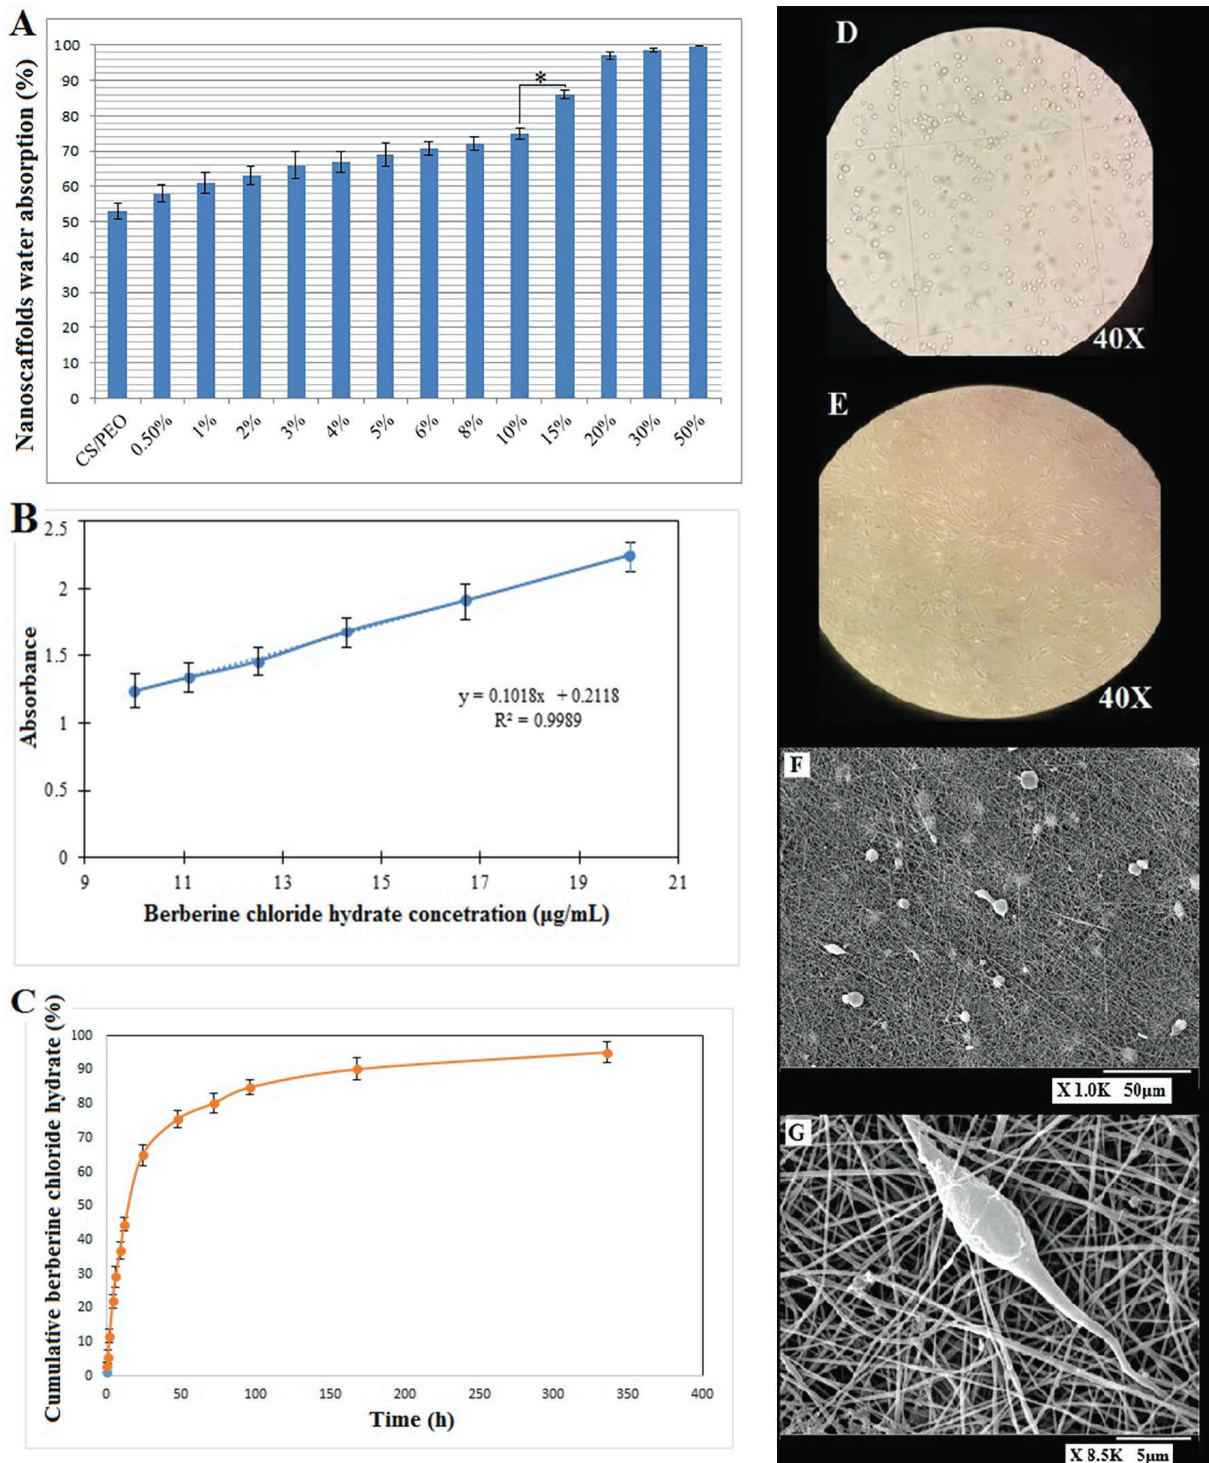 A
Nanoscaffolds water absorption (%)
100
90
80
70
60
50
40
30
20
10
0
*
CS/PEO 0.50% 1% 2% 3% 4% 5% 6% 8% 10% 15% 20% 30% 50%
B
Absorbance
2.5
2
1.5
1
0.5
0
y = 0.1018x + 0.2118
R² = 0.9989
9 11 13 15 17 19 21
Berberine chloride hydrate concetration (µg/mL)
C
Cumulative berberine chloride hydrate (%)
100
90
80
70
60
50
40
30
20
10
0
0 50 100 150 200 250 300 350 400
Time (h)
D
40X
E
40X
F
X 1.0K 50µm
G
X 8.5K 5µm